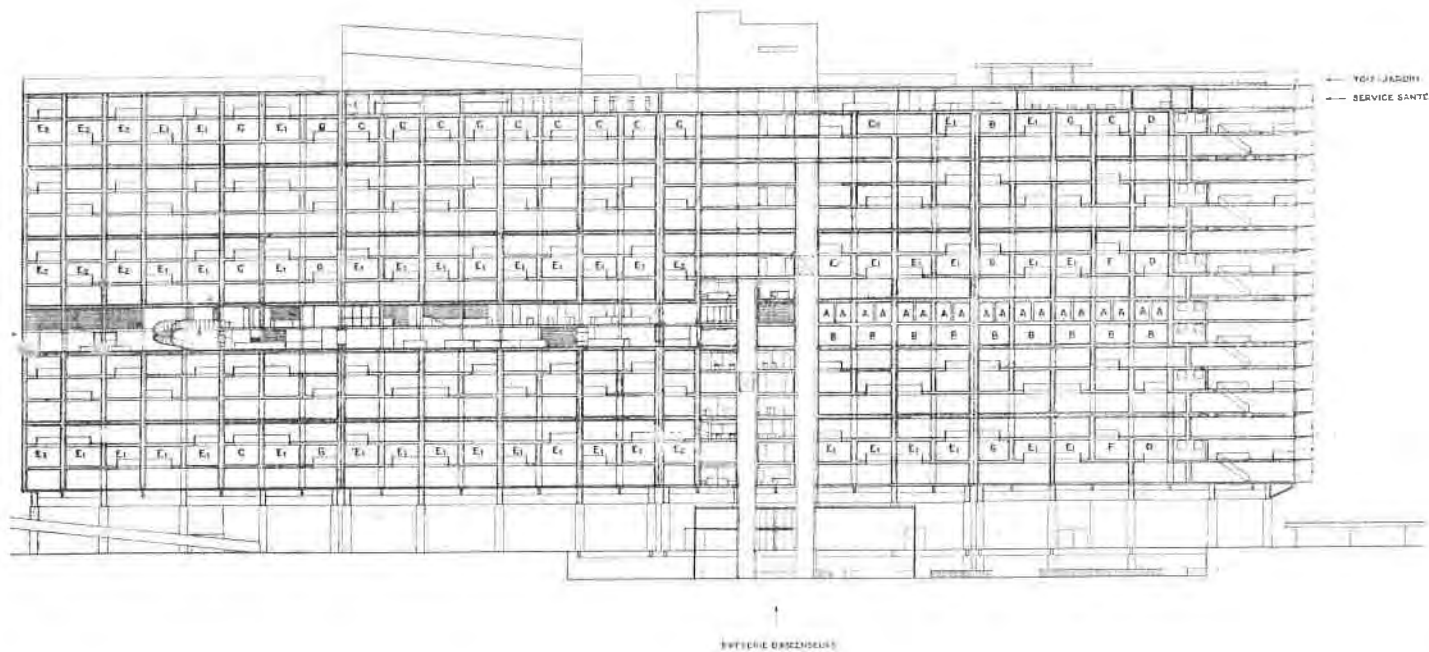 TOIT-JARDIN
SERVICE SANTÉ
E2 E2 E2 E1 E1 C E1 C C C C C C C C E1 B E1 C C D
E2 E2 E2 E1 E1 C E1 G E1 E1 E1 E1 E1 E1 E1 E1 E2 E1 E1 E1 G E1 E1 F D
A A A A A A A A A A A A A A A A A A
B B B B B B B B B
E1 E1 E1 E1 C E1 G E1 E1 E1 E1 E1 E1 E1 E1 E2 E1 E1 E1 E1 G E1 E1 F D
BATTERIE D'ASCENSEURS